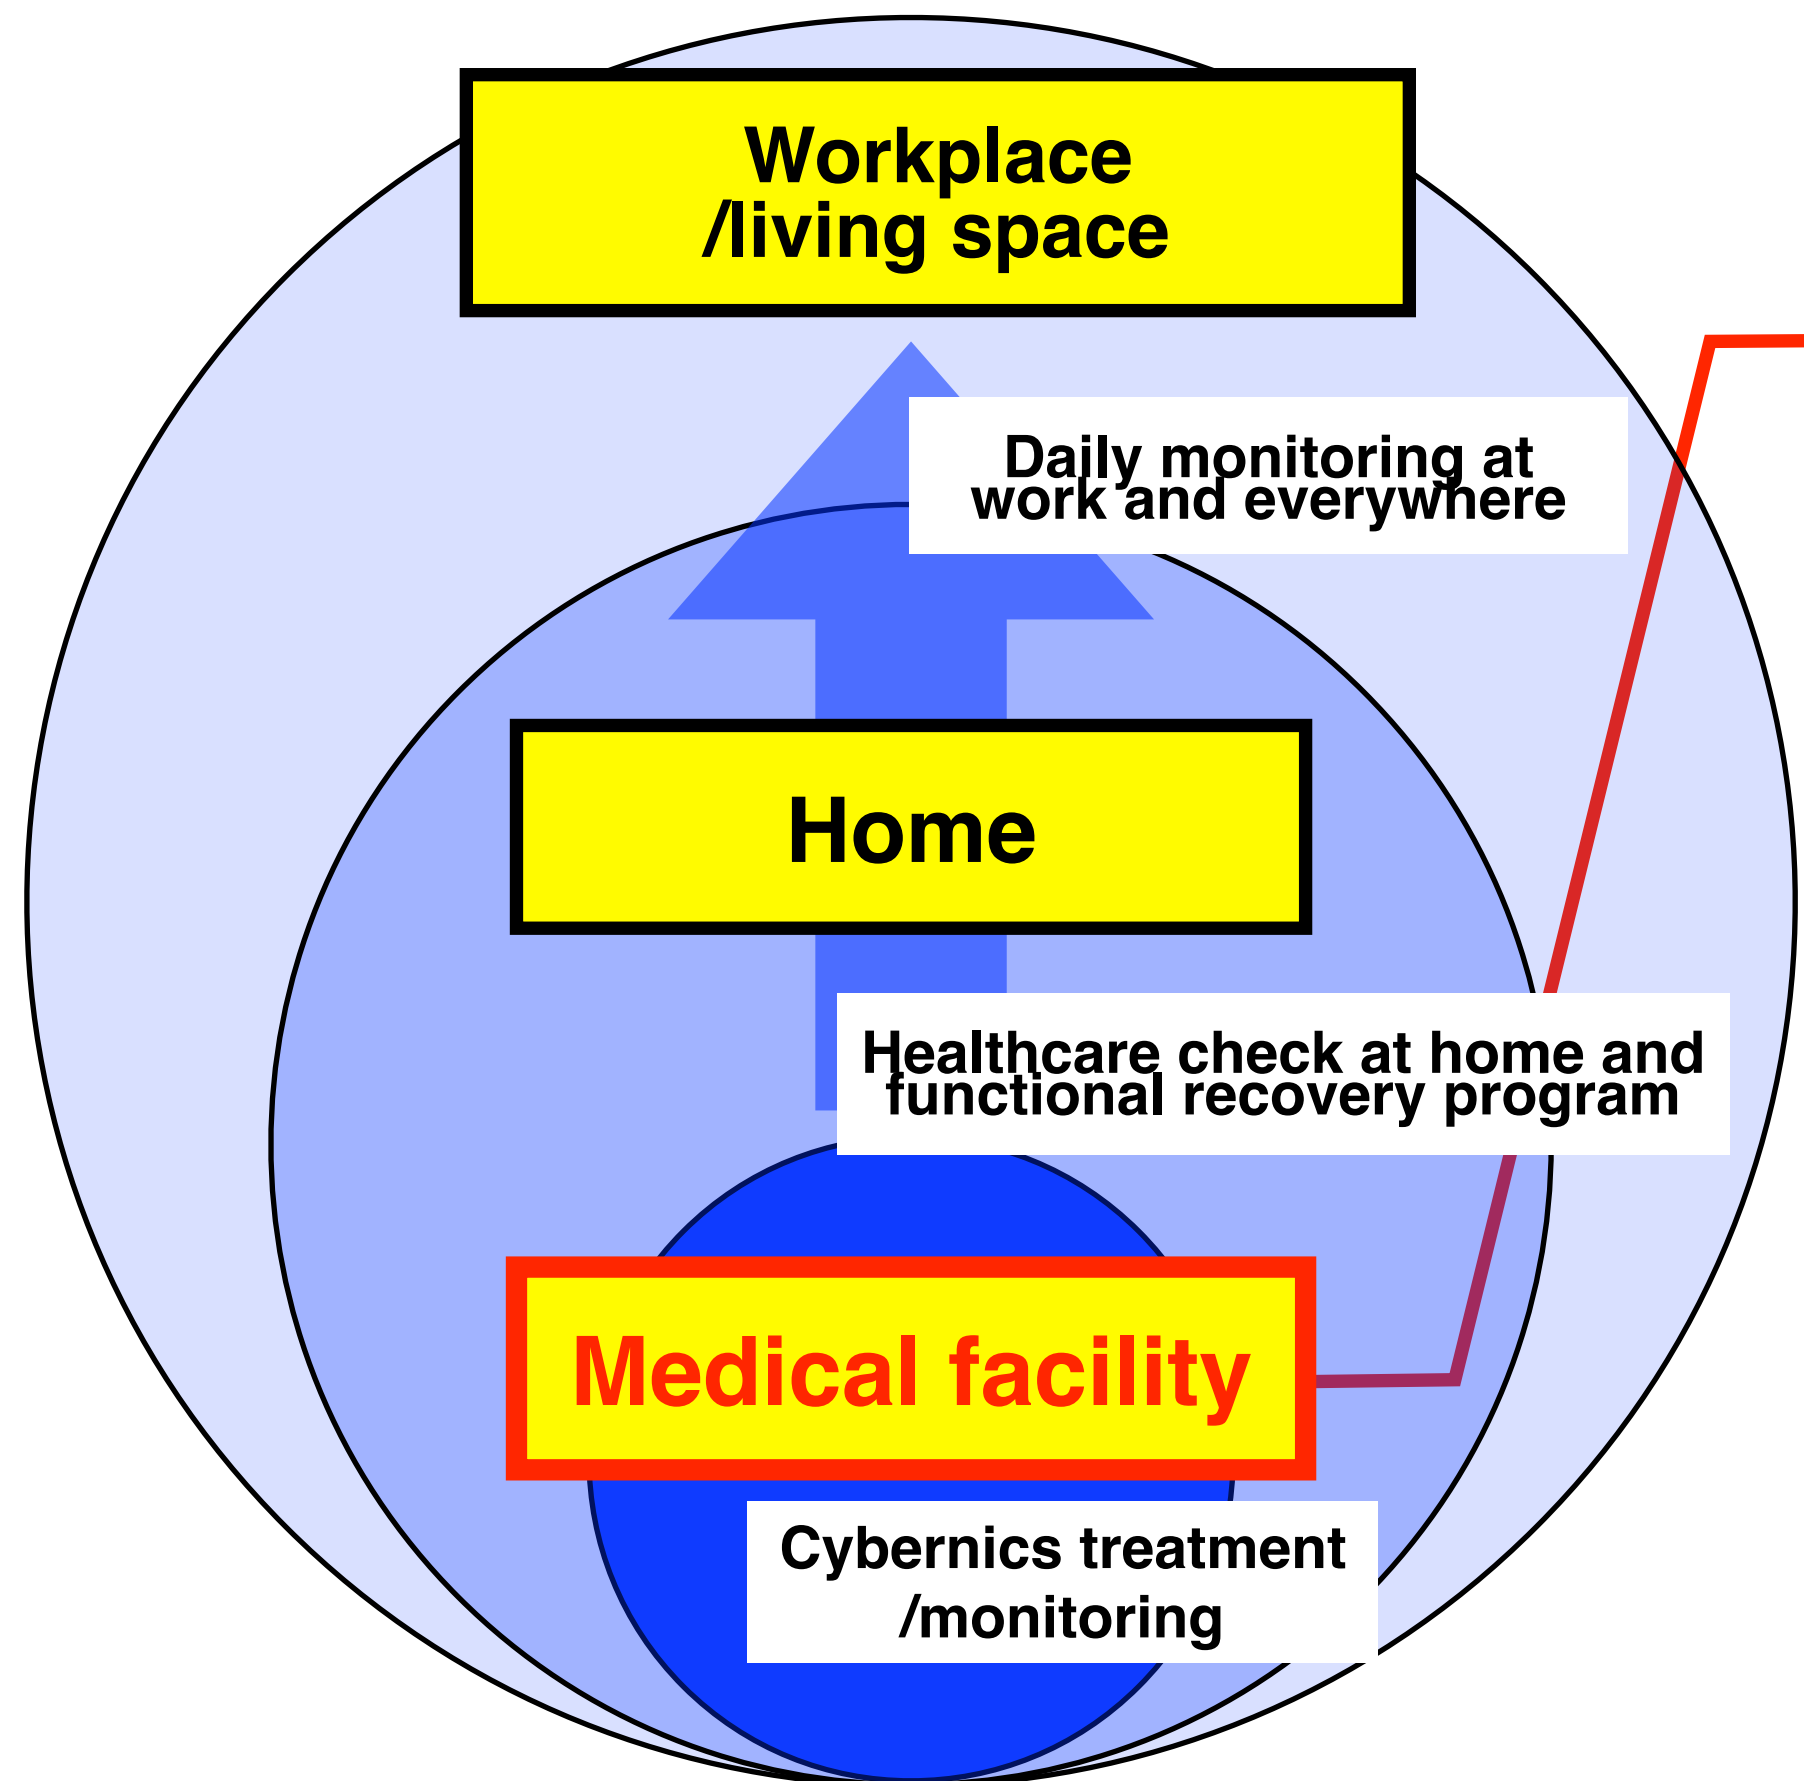 Workplace
/living space
Daily monitoring at
work and everywhere
Home
Healthcare check at home and
functional recovery program
Medical facility
Cybernics treatment
/monitoring